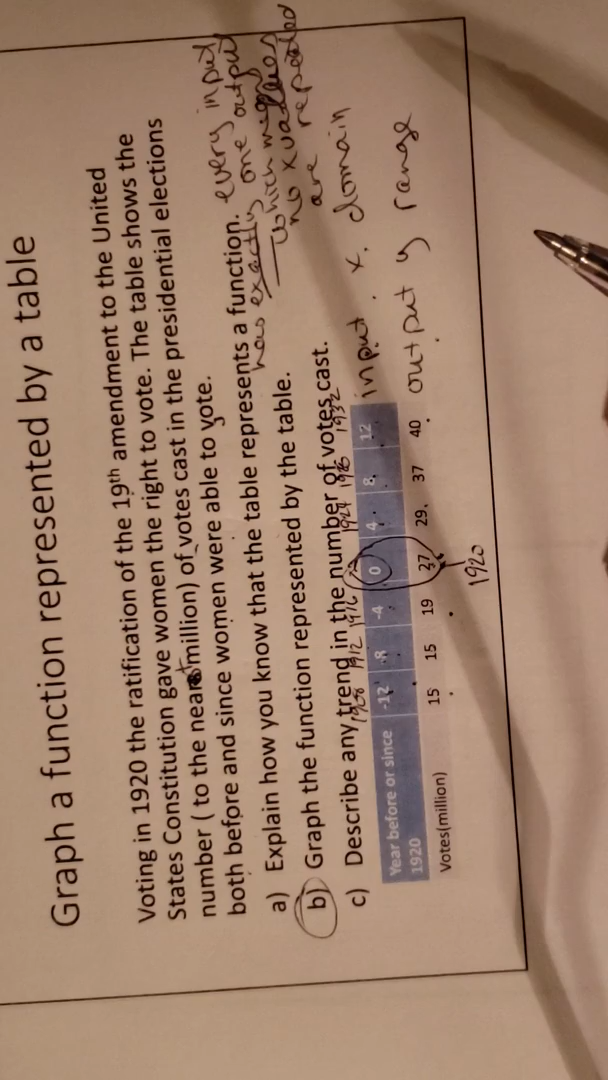 Graph a function represented by a table
Voting in 1920 the ratification of the 19th amendment to the United
States Constitution gave women the right to vote. The table shows the
number ( to the nearst million) of votes cast in the presidential elections
both before and since women were able to vote.
a) Explain how you know that the table represents a function.
every input
has exactly one output
which means
no x values
are repeated
b) Graph the function represented by the table.
c) Describe any trend in the number of votes cast.
1908 1912 1916 1924 1928 1932
Year before or since 1920 -12 -8 -4 0 4 8 12 input . x. domain
Votes(million) 15 15 19 27 29 37 40 output y range
1920